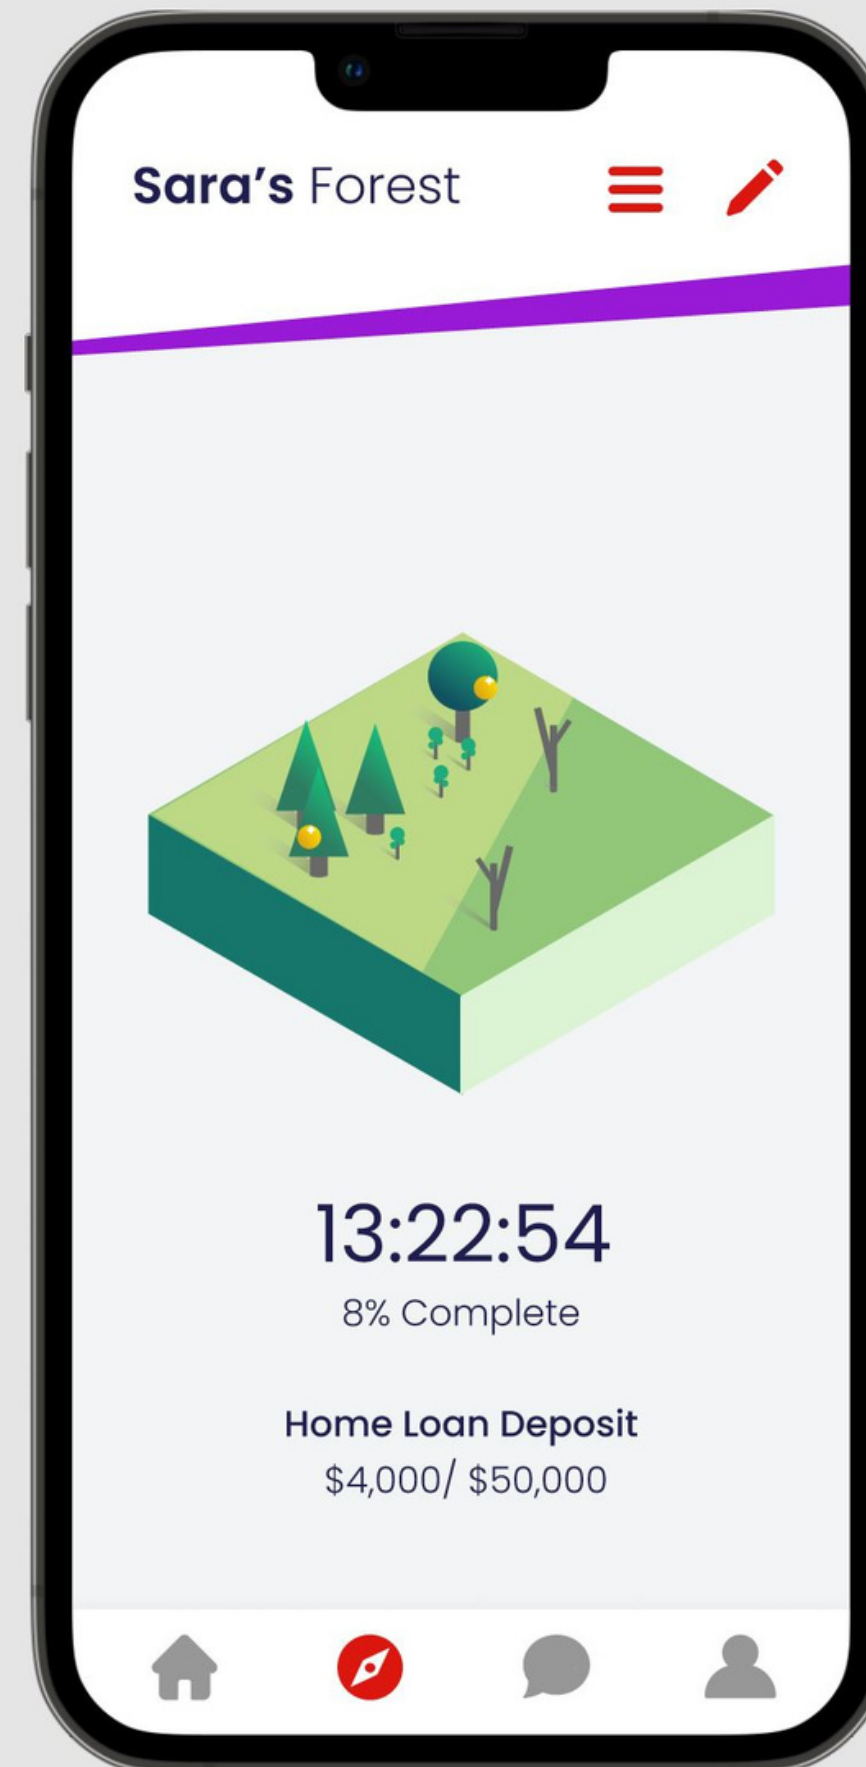 Sara’s Forest
13:22:54
8% Complete
Home Loan Deposit
$4,000/ $50,000